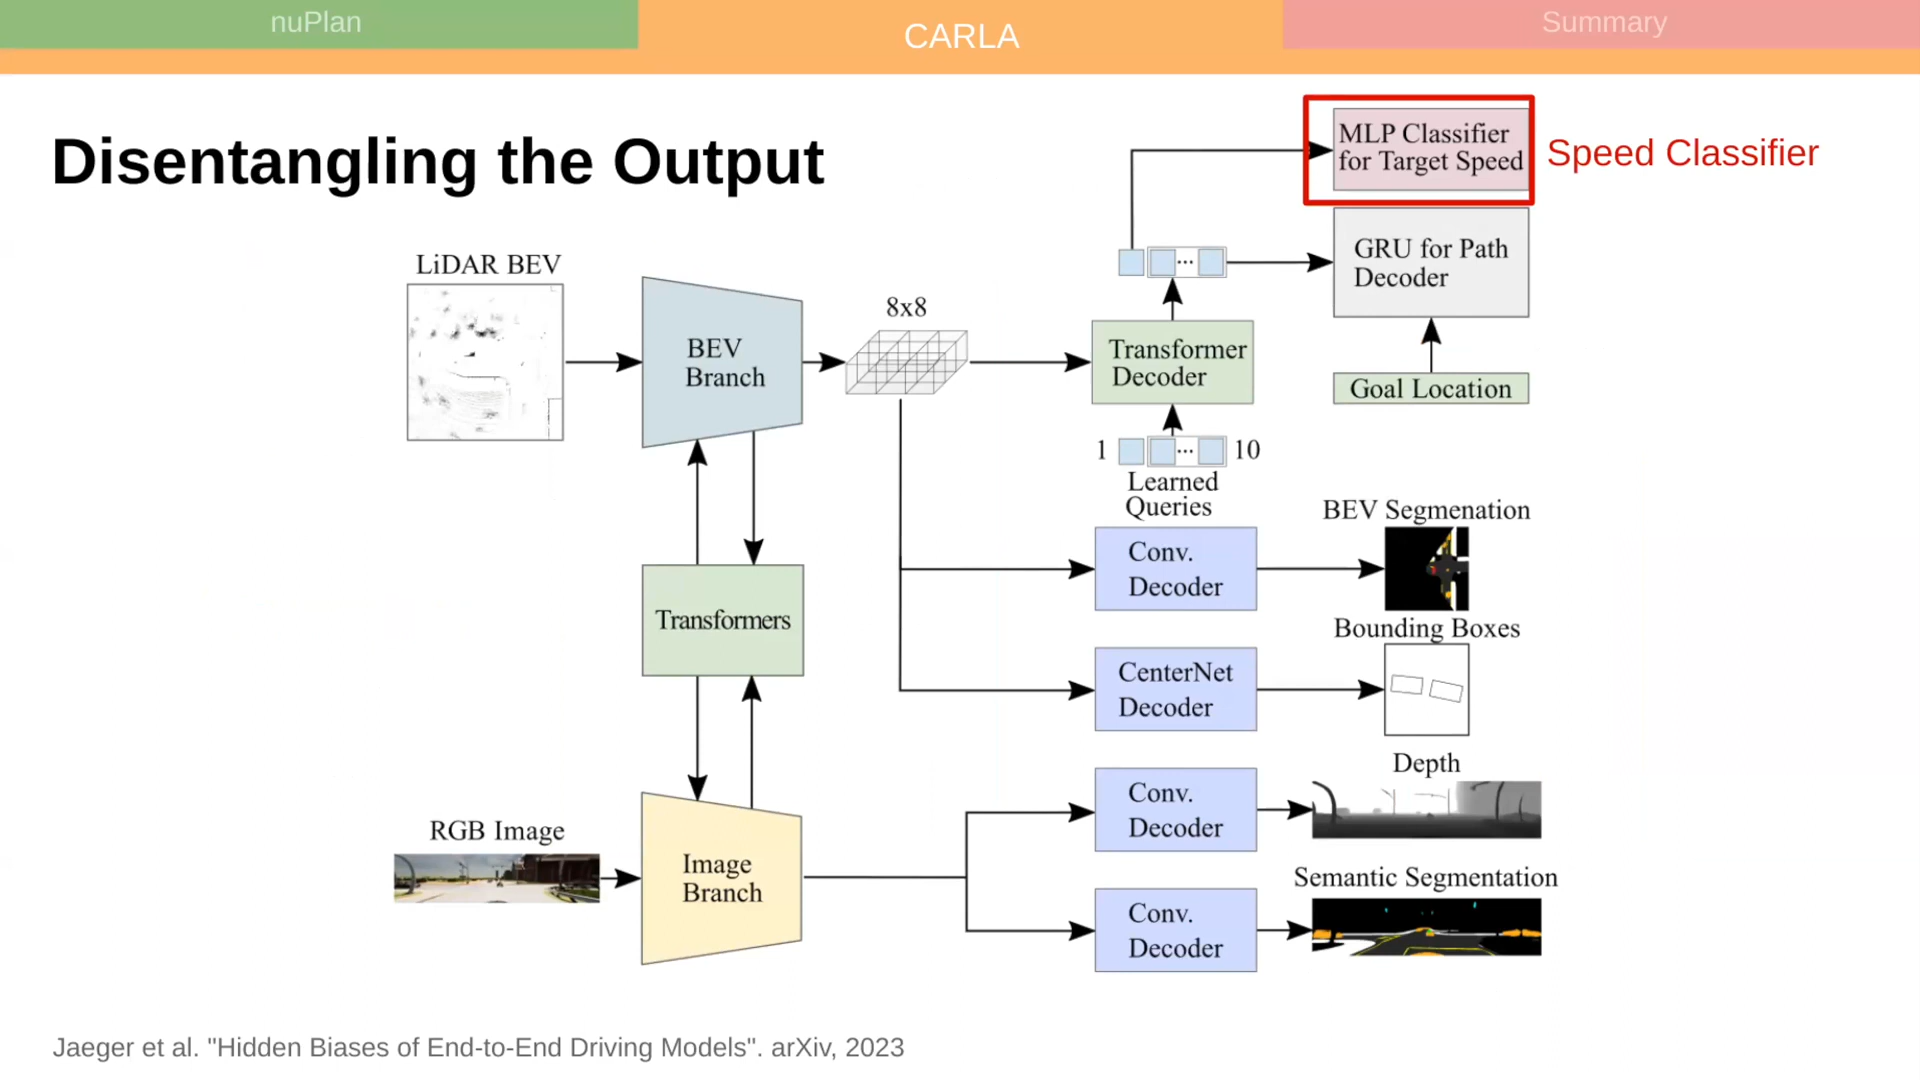 nuPlan
CARLA
Summary
Disentangling the Output
MLP Classifier
for Target Speed
Speed Classifier
LiDAR BEV
GRU for Path
Decoder
8x8
BEV
Branch
Transformer
Decoder
Goal Location
1
10
Learned
Queries
BEV Segmenation
Conv.
Decoder
Transformers
Bounding Boxes
CenterNet
Decoder
Depth
Conv.
Decoder
RGB Image
Image
Branch
Semantic Segmentation
Conv.
Decoder
Jaeger et al. "Hidden Biases of End-to-End Driving Models". arXiv, 2023